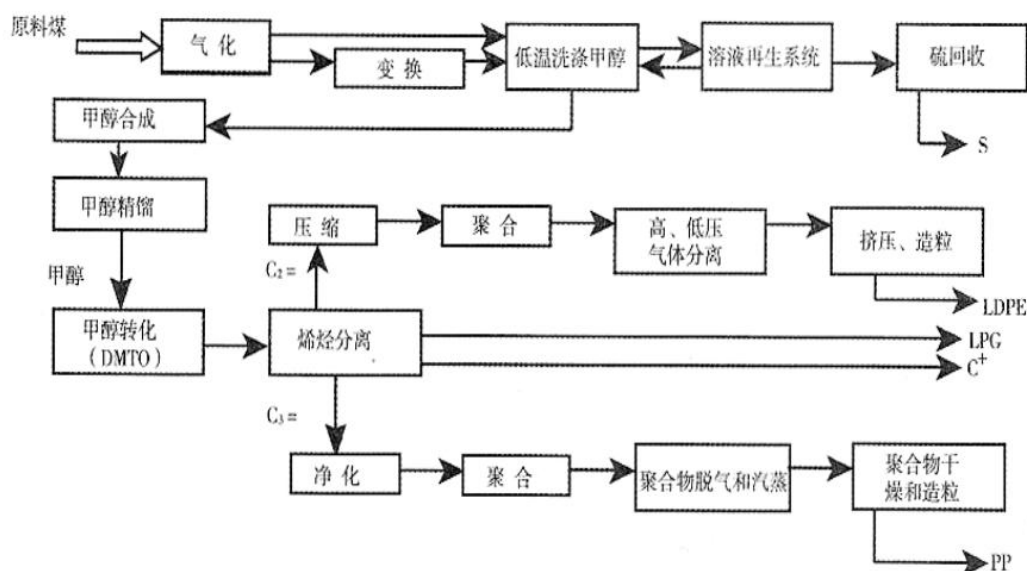 原料煤
气化
变换
低温洗涤甲醇
溶液再生系统
硫回收
S
甲醇合成
甲醇精馏
甲醇
甲醇转化
(DMTO)
压缩
聚合
高、低压
气体分离
挤压、造粒
LDPE
C₂=
烯烃分离
LPG
C⁺
C₃=
净化
聚合
聚合物脱气和汽蒸
聚合物干
燥和造粒
PP